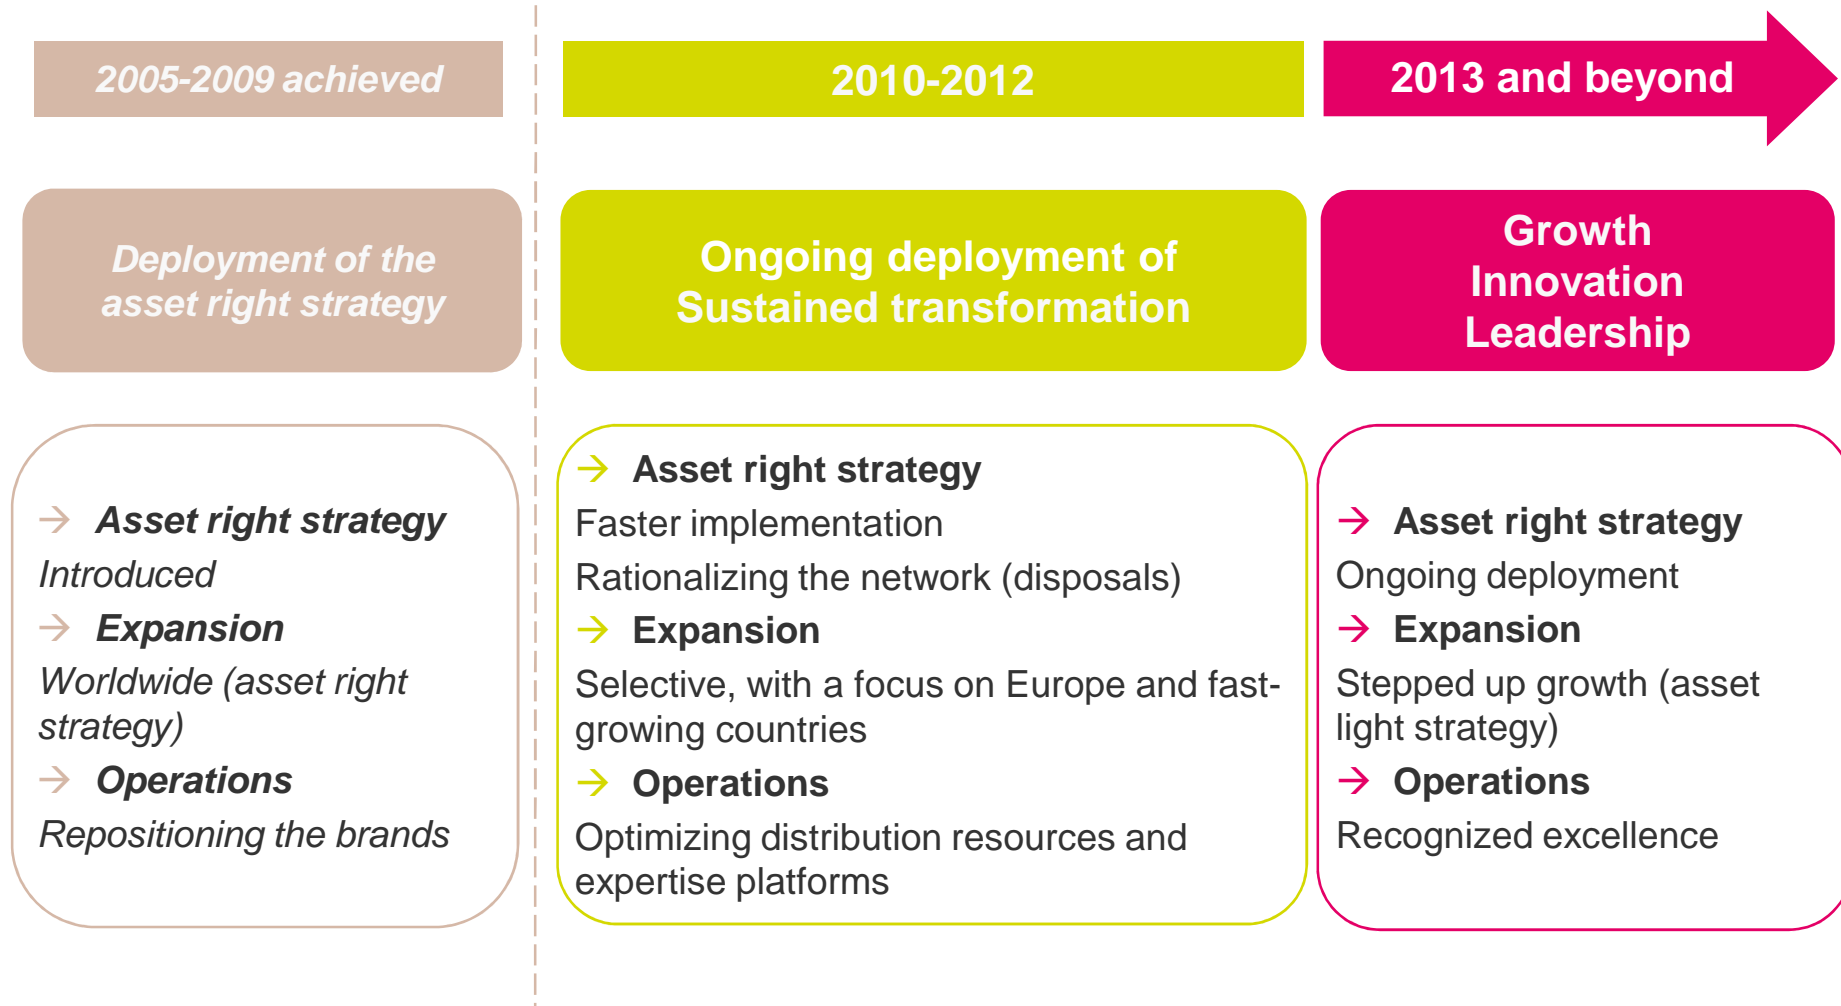 2005-2009 achieved
2010-2012
2013 and beyond
Deployment of the
asset right strategy
Ongoing deployment of
Sustained transformation
Growth
Innovation
Leadership
→ Asset right strategy
Introduced
→ Expansion
Worldwide (asset right
strategy)
→ Operations
Repositioning the brands
→ Asset right strategy
Faster implementation
Rationalizing the network (disposals)
→ Expansion
Selective, with a focus on Europe and fast-
growing countries
→ Operations
Optimizing distribution resources and
expertise platforms
→ Asset right strategy
Ongoing deployment
→ Expansion
Stepped up growth (asset
light strategy)
→ Operations
Recognized excellence